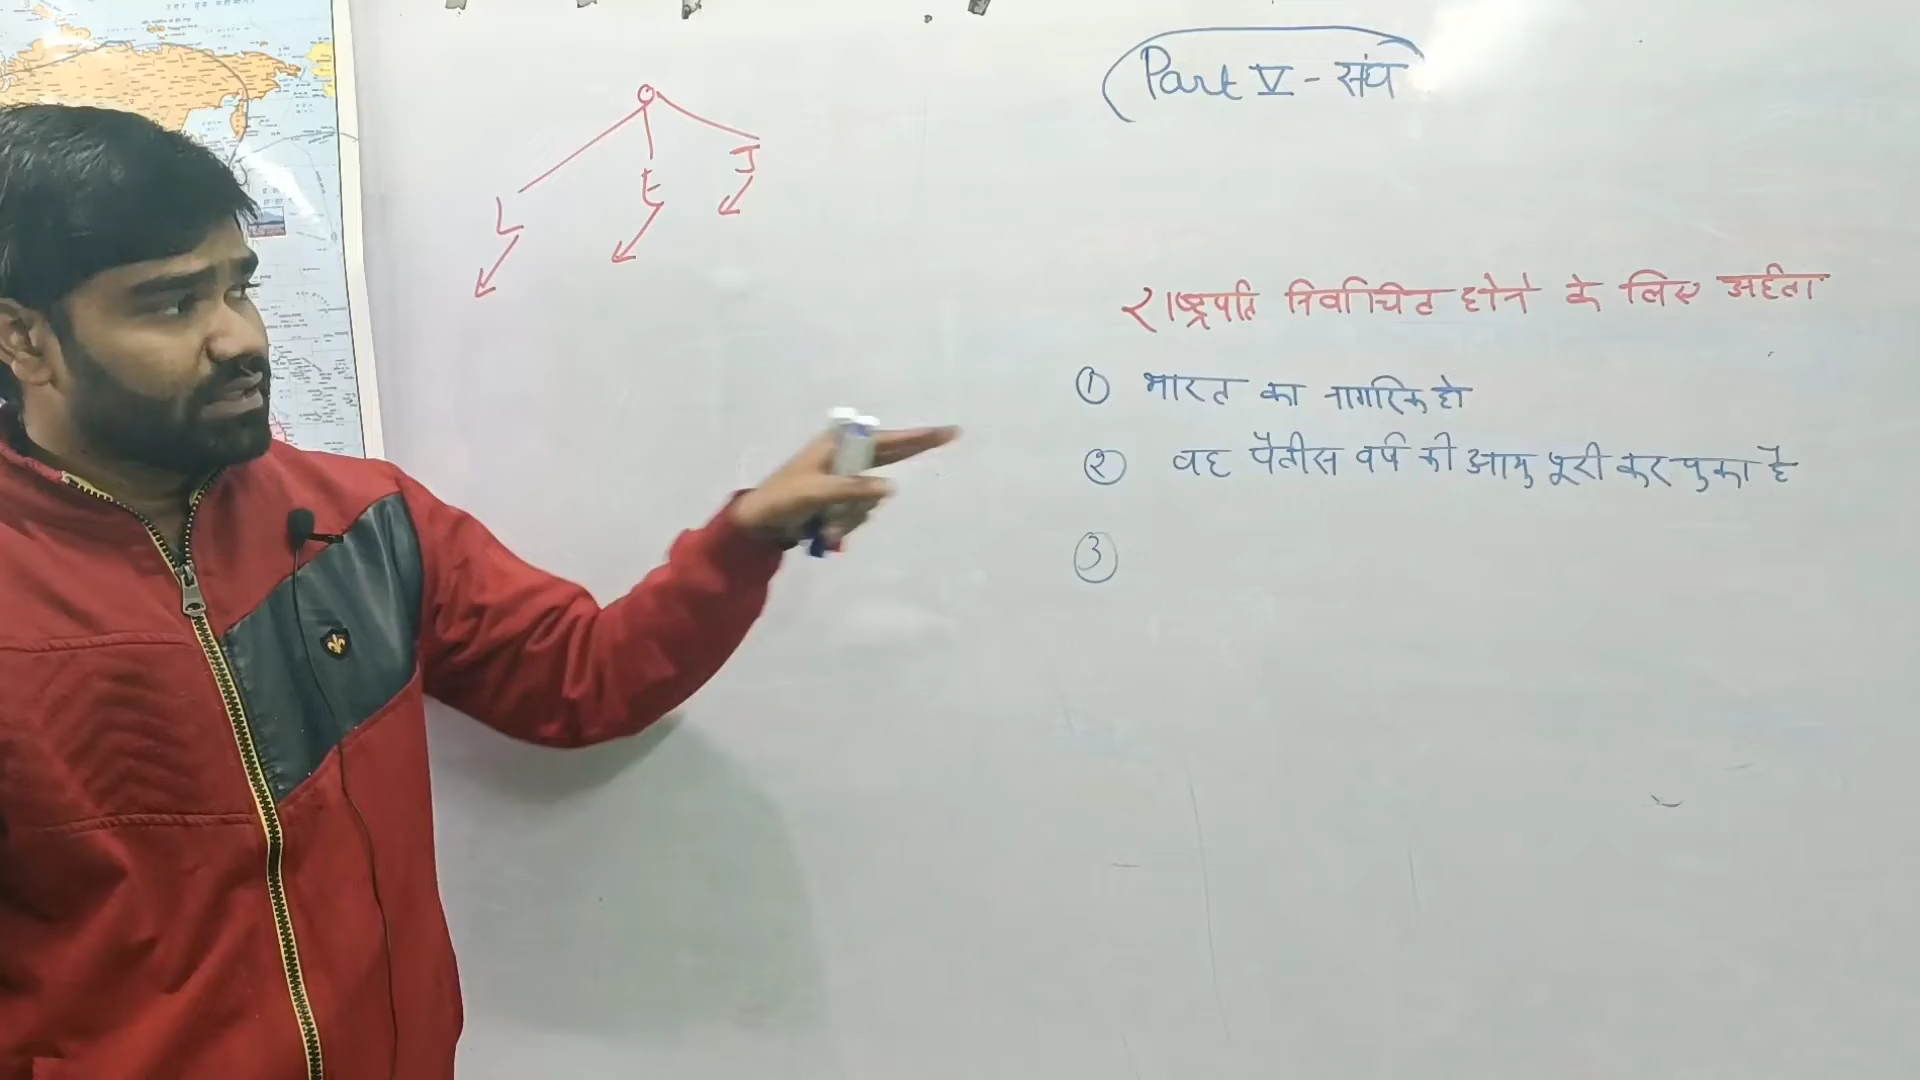 Part V - संघ
L E J
राष्ट्रपति निर्वाचित होने के लिए अर्हता
① भारत का नागरिक हो
② वह पैंतीस वर्ष की आयु पूरी कर चुका है
③